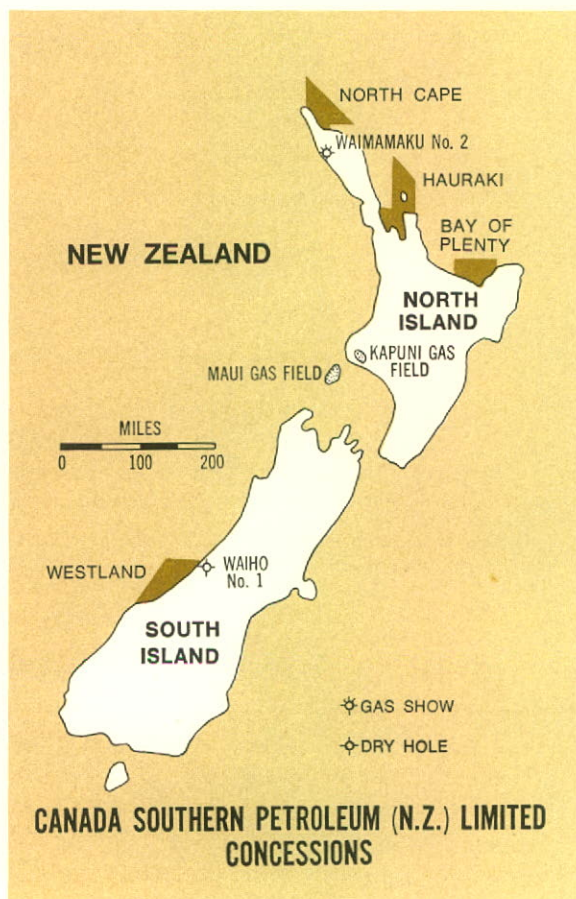 NORTH CAPE
WAIMAMAKU No. 2
HAURAKI
BAY OF
PLENTY
NEW ZEALAND
NORTH
ISLAND
KAPUNI GAS
FIELD
MAUI GAS FIELD
MILES
0 100 200
WESTLAND
WAIHO
No. 1
SOUTH
ISLAND
GAS SHOW
DRY HOLE
CANADA SOUTHERN PETROLEUM (N.Z.) LIMITED
CONCESSIONS